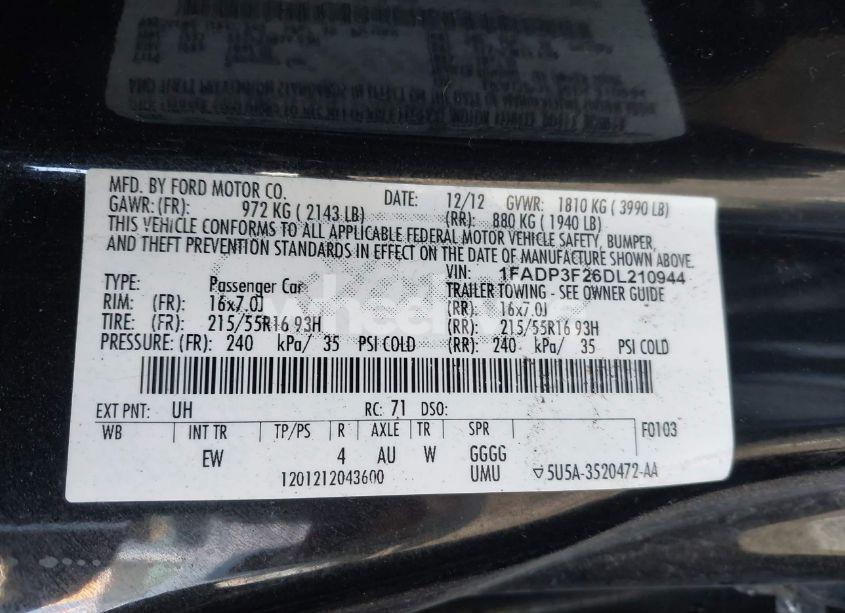 MFD. BY FORD MOTOR CO. DATE: 12/12 GVWR: 1810 KG ( 3990 LB)
GAWR: (FR): 972 KG ( 2143 LB) (RR): 880 KG ( 1940 LB)
THIS VEHICLE CONFORMS TO ALL APPLICABLE FEDERAL MOTOR VEHICLE SAFETY, BUMPER,
AND THEFT PREVENTION STANDARDS IN EFFECT ON THE DATE OF MANUFACTURE SHOWN ABOVE.
VIN: 1FADP3F26DL210944
TYPE: Passenger Car TRAILER TOWING - SEE OWNER GUIDE
RIM: (FR): 16x7.0J (RR): 16x7.0J
TIRE: (FR): 215/55R16 93H (RR): 215/55R16 93H
PRESSURE: (FR): 240 kPa/ 35 PSI COLD (RR): 240 kPa/ 35 PSI COLD
EXT PNT: UH RC: 71 DSO:
WB INT TR TP/PS R AXLE TR SPR F0103
EW 4 AU W GGGG
1201212043600 UMU ▽5U5A-3520472-AA